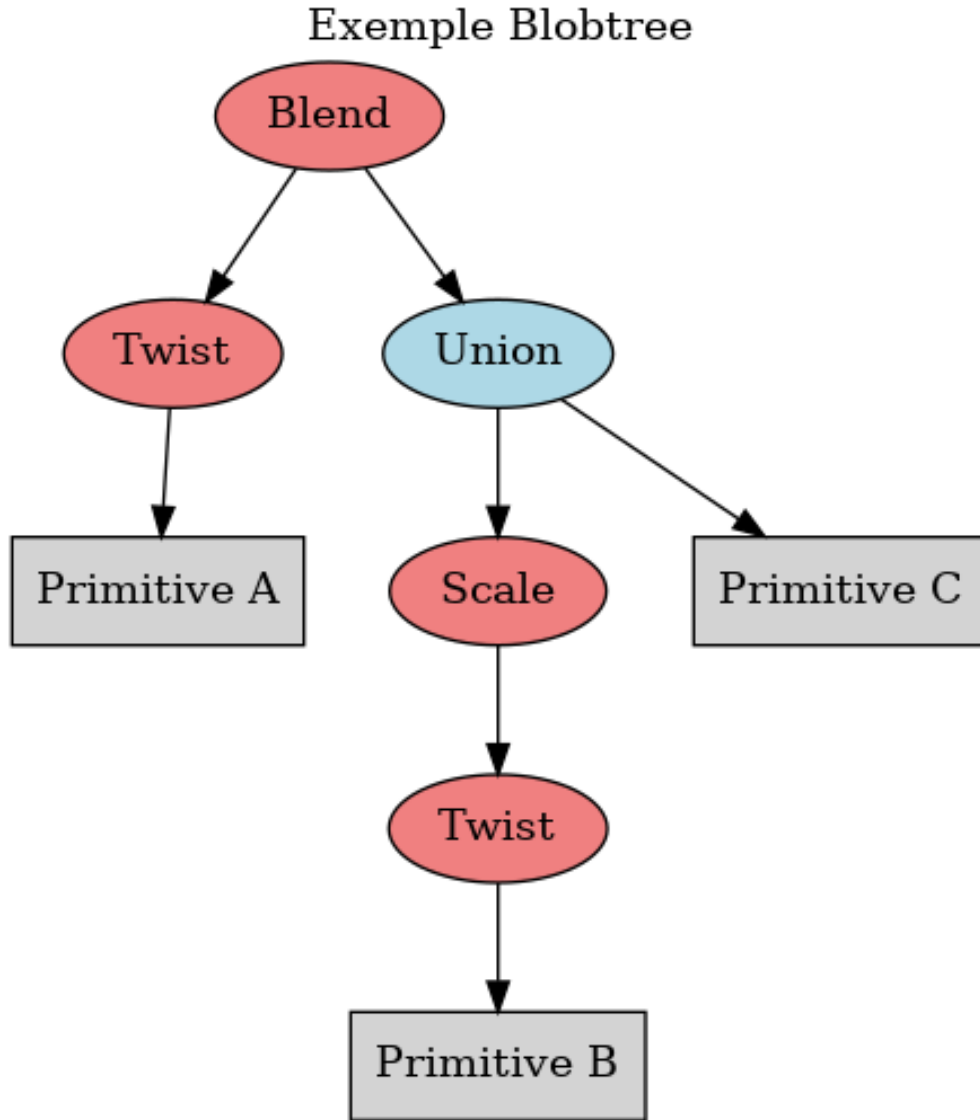 Exemple Blobtree
Blend
Twist
Union
Primitive A
Scale
Primitive C
Twist
Primitive B